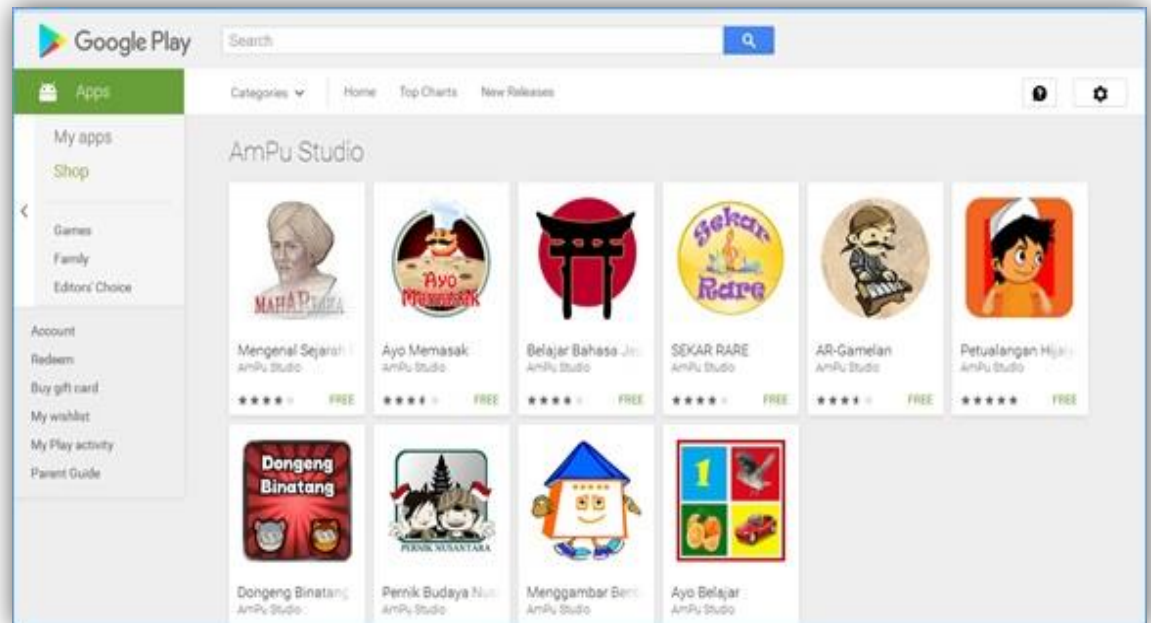 Google Play
Search
Apps
Categories
Home
Top Charts
New Releases
My apps
Shop
Games
Family
Editors' Choice
Account
Redeem
Buy gift card
My wishlist
My Play activity
Parent Guide
AmPu Studio
Mengenal Sejarah
AmPu Studio
FREE
Ayo
Memasak
Ayo Memasak
AmPu Studio
FREE
Belajar Bahasa
AmPu Studio
FREE
Sekar
Rare
SEKAR RARE
AmPu Studio
FREE
AR-Gamelan
AmPu Studio
FREE
Petualangan
AmPu Studio
FREE
Dongeng
Binatang
Dongeng Binatang
AmPu Studio
PERNIK NUSANTARA
Pernik Budaya
AmPu Studio
Menggambar
AmPu Studio
1
Ayo Belajar
AmPu Studio